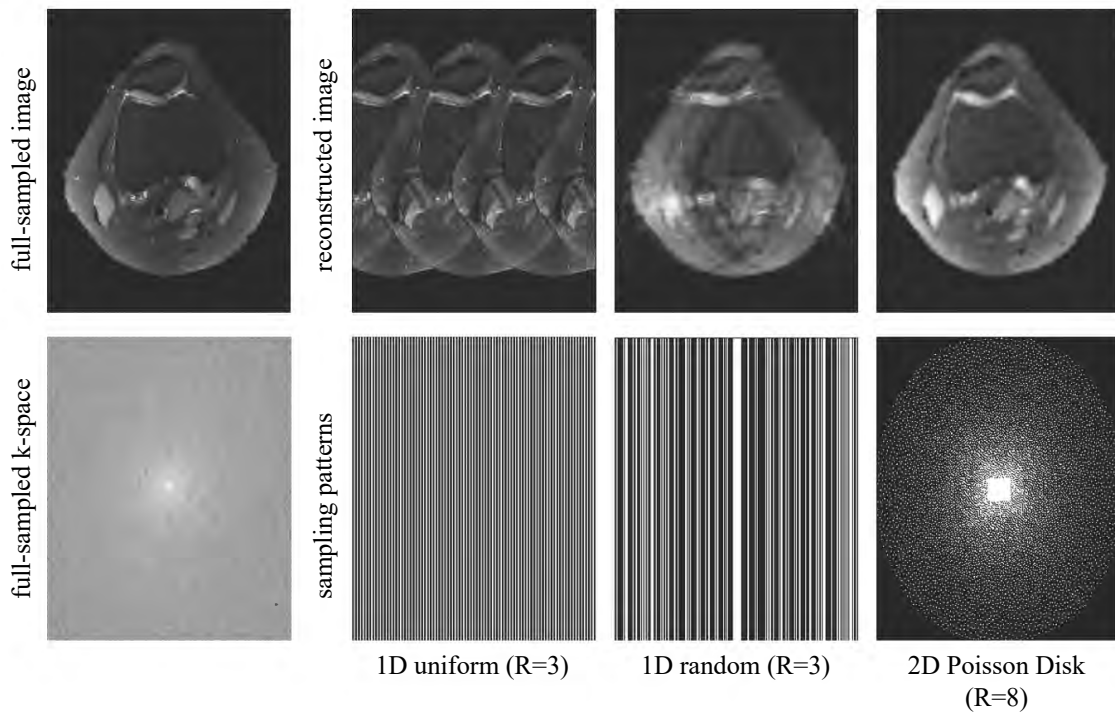 full-sampled image
reconstructed image
full-sampled k-space
sampling patterns
1D uniform (R=3)
1D random (R=3)
2D Poisson Disk
(R=8)